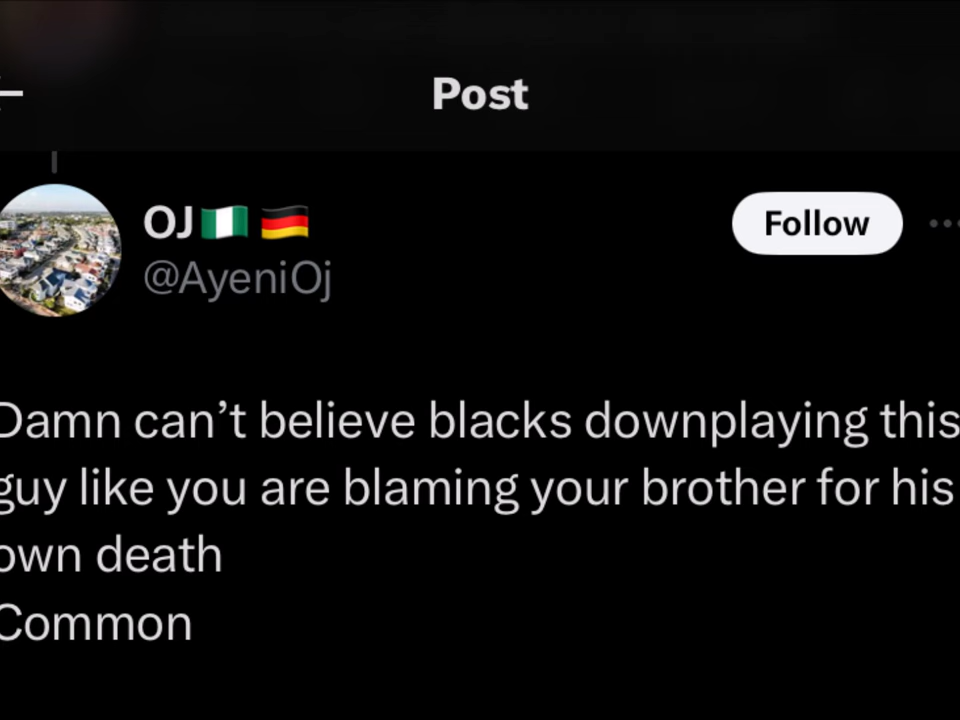 Post
OJ🇳🇬 🇩🇪
@AyeniOj
Follow
Damn can’t believe blacks downplaying this
guy like you are blaming your brother for his
own death
Common